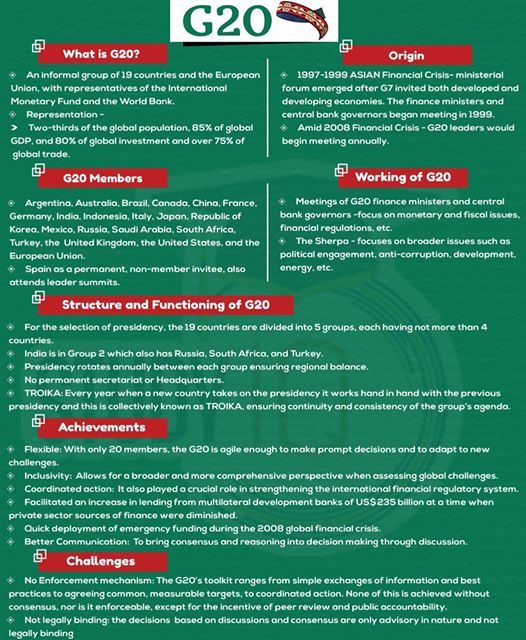 G20
What is G20?
An informal group of 19 countries and the European
Union, with representatives of the International
Monetary Fund and the World Bank.
Representation -
> Two-thirds of the global population, 85% of global
GDP, and 80% of global investment and over 75% of
global trade.
Origin
1997-1999 ASIAN Financial Crisis- ministerial
forum emerged after G7 invited both developed and
developing economies. The finance ministers and
central bank governors began meeting in 1999.
Amid 2008 Financial Crisis - G20 leaders would
begin meeting annually.
G20 Members
Argentina, Australia, Brazil, Canada, China, France,
Germany, India, Indonesia, Italy, Japan, Republic of
Korea, Mexico, Russia, Saudi Arabia, South Africa,
Turkey, the United Kingdom, the United States, and the
European Union.
Spain as a permanent, non-member invitee, also
attends leader summits.
Working of G20
Meetings of G20 finance ministers and central
bank governors -focus on monetary and fiscal issues,
financial regulations, etc.
The Sherpa - focuses on broader issues such as
political engagement, anti-corruption, development,
energy, etc.
Structure and Functioning of G20
For the selection of presidency, the 19 countries are divided into 5 groups, each having not more than 4
countries.
India is in Group 2 which also has Russia, South Africa, and Turkey.
Presidency rotates annually between each group ensuring regional balance.
No permanent secretariat or Headquarters.
TROIKA: Every year when a new country takes on the presidency it works hand in hand with the previous
presidency and this is collectively known as TROIKA, ensuring continuity and consistency of the group's agenda.
Achievements
Flexible: With only 20 members, the G20 is agile enough to make prompt decisions and to adapt to new
challenges.
Inclusivity: Allows for a broader and more comprehensive perspective when assessing global challenges.
Coordinated action: It also played a crucial role in strengthening the international financial regulatory system.
Facilitated an increase in lending from multilateral development banks of US$ 235 billion at a time when
private sector sources of finance were diminished.
Quick deployment of emergency funding during the 2008 global financial crisis.
Better Communication: To bring consensus and reasoning into decision making through discussion.
Challenges
No Enforcement mechanism: The G20's toolkit ranges from simple exchanges of information and best
practices to agreeing common, measurable targets, to coordinated action. None of this is achieved without
consensus, nor is it enforceable, except for the incentive of peer review and public accountability.
Not legally binding: the decisions based on discussions and consensus are only advisory in nature and not
legally binding